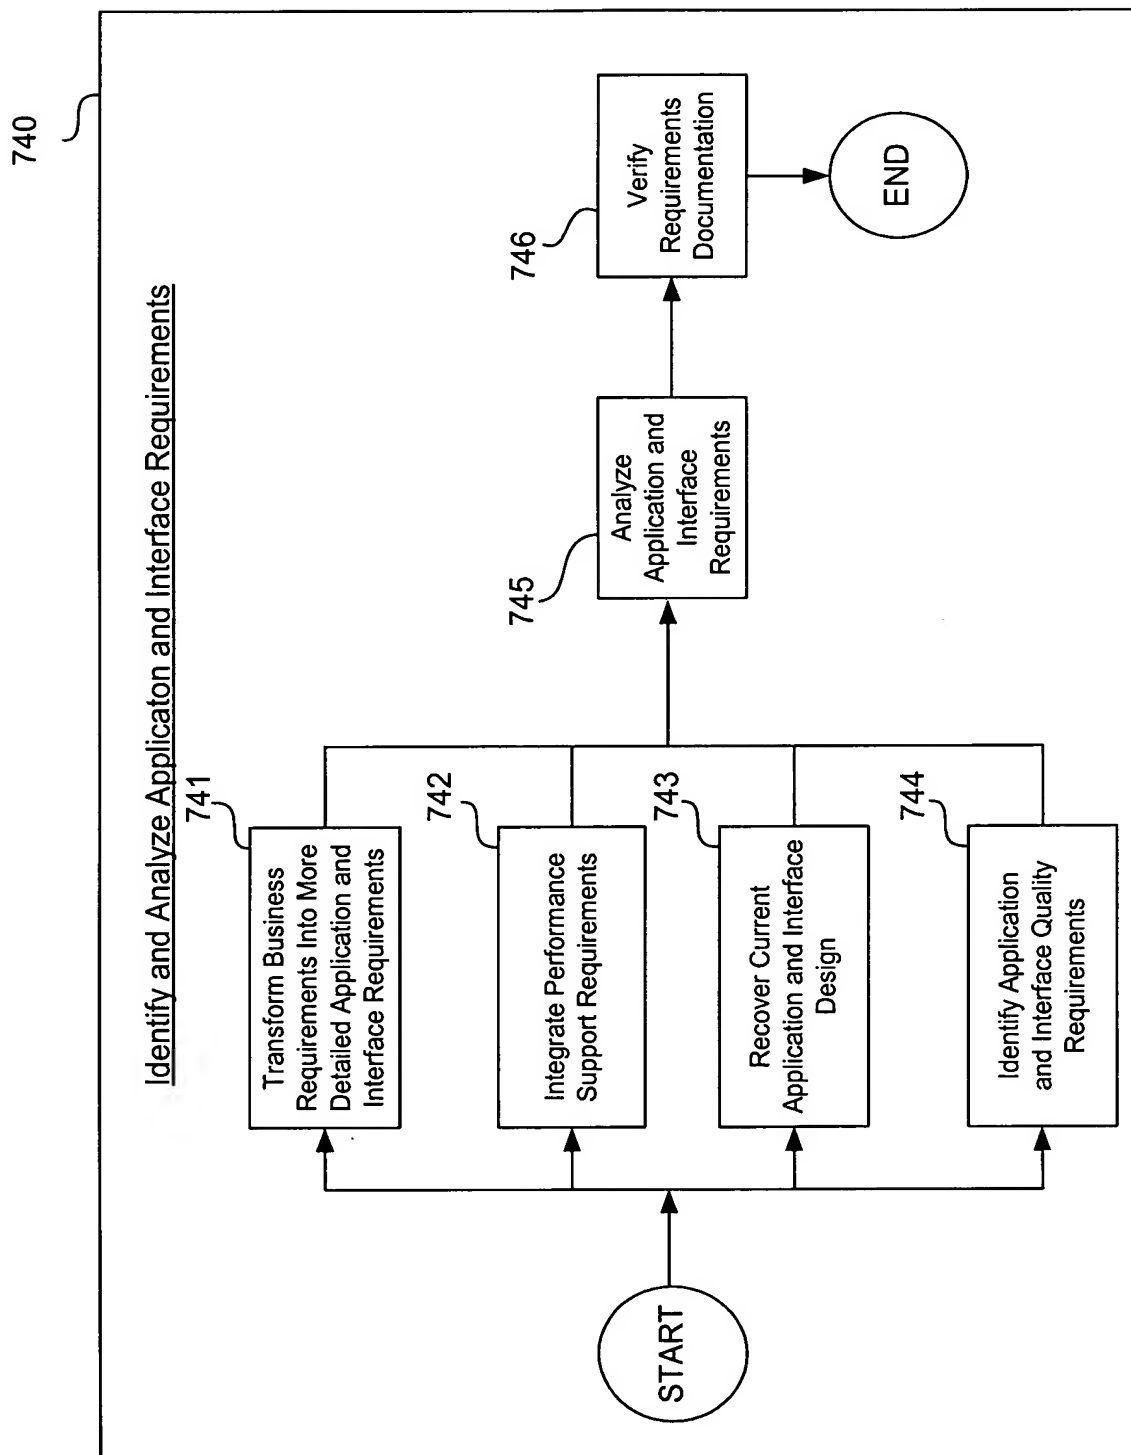 740
Identify and Analyze Applicaton and Interface Requirements
START
741
Transform Business
Requirements Into More
Detailed Application and
Interface Requirements
742
Integrate Performance
Support Requirements
743
Recover Current
Application and Interface
Design
744
Identify Application
and Interface Quality
Requirements
745
Analyze
Application and
Interface
Requirements
746
Verify
Requirements
Documentation
END